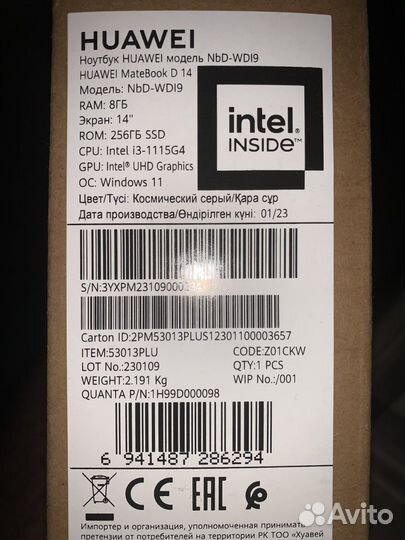 HUAWEI
Ноутбук HUAWEI модель NbD-WDI9
HUAWEI MateBook D 14
Модель: NbD-WDI9
RAM: 8ГБ
Экран: 14"
ROM: 256ГБ SSD
CPU: Intel i3-1115G4
GPU: Intel® UHD Graphics
ОС: Windows 11
intel®
INSIDE™
Цвет/Түсі: Космический серый/Қара сұр
Дата производства/Өндірілген күні: 01/23
Carton ID:2PM53013PLUS12301100003657
ITEM:53013PLU CODE:Z01CKW
LOT No.:230109 QTY:1 PCS
WEIGHT:2.191 Kg WIP No.:/001
QUANTA P/N:1H99D000098
6 941487 286294
CE EAC
Импортер и организация, уполномоченная принимать
претензии от потребителей на территории РК ТОО «Хуавей
Avito